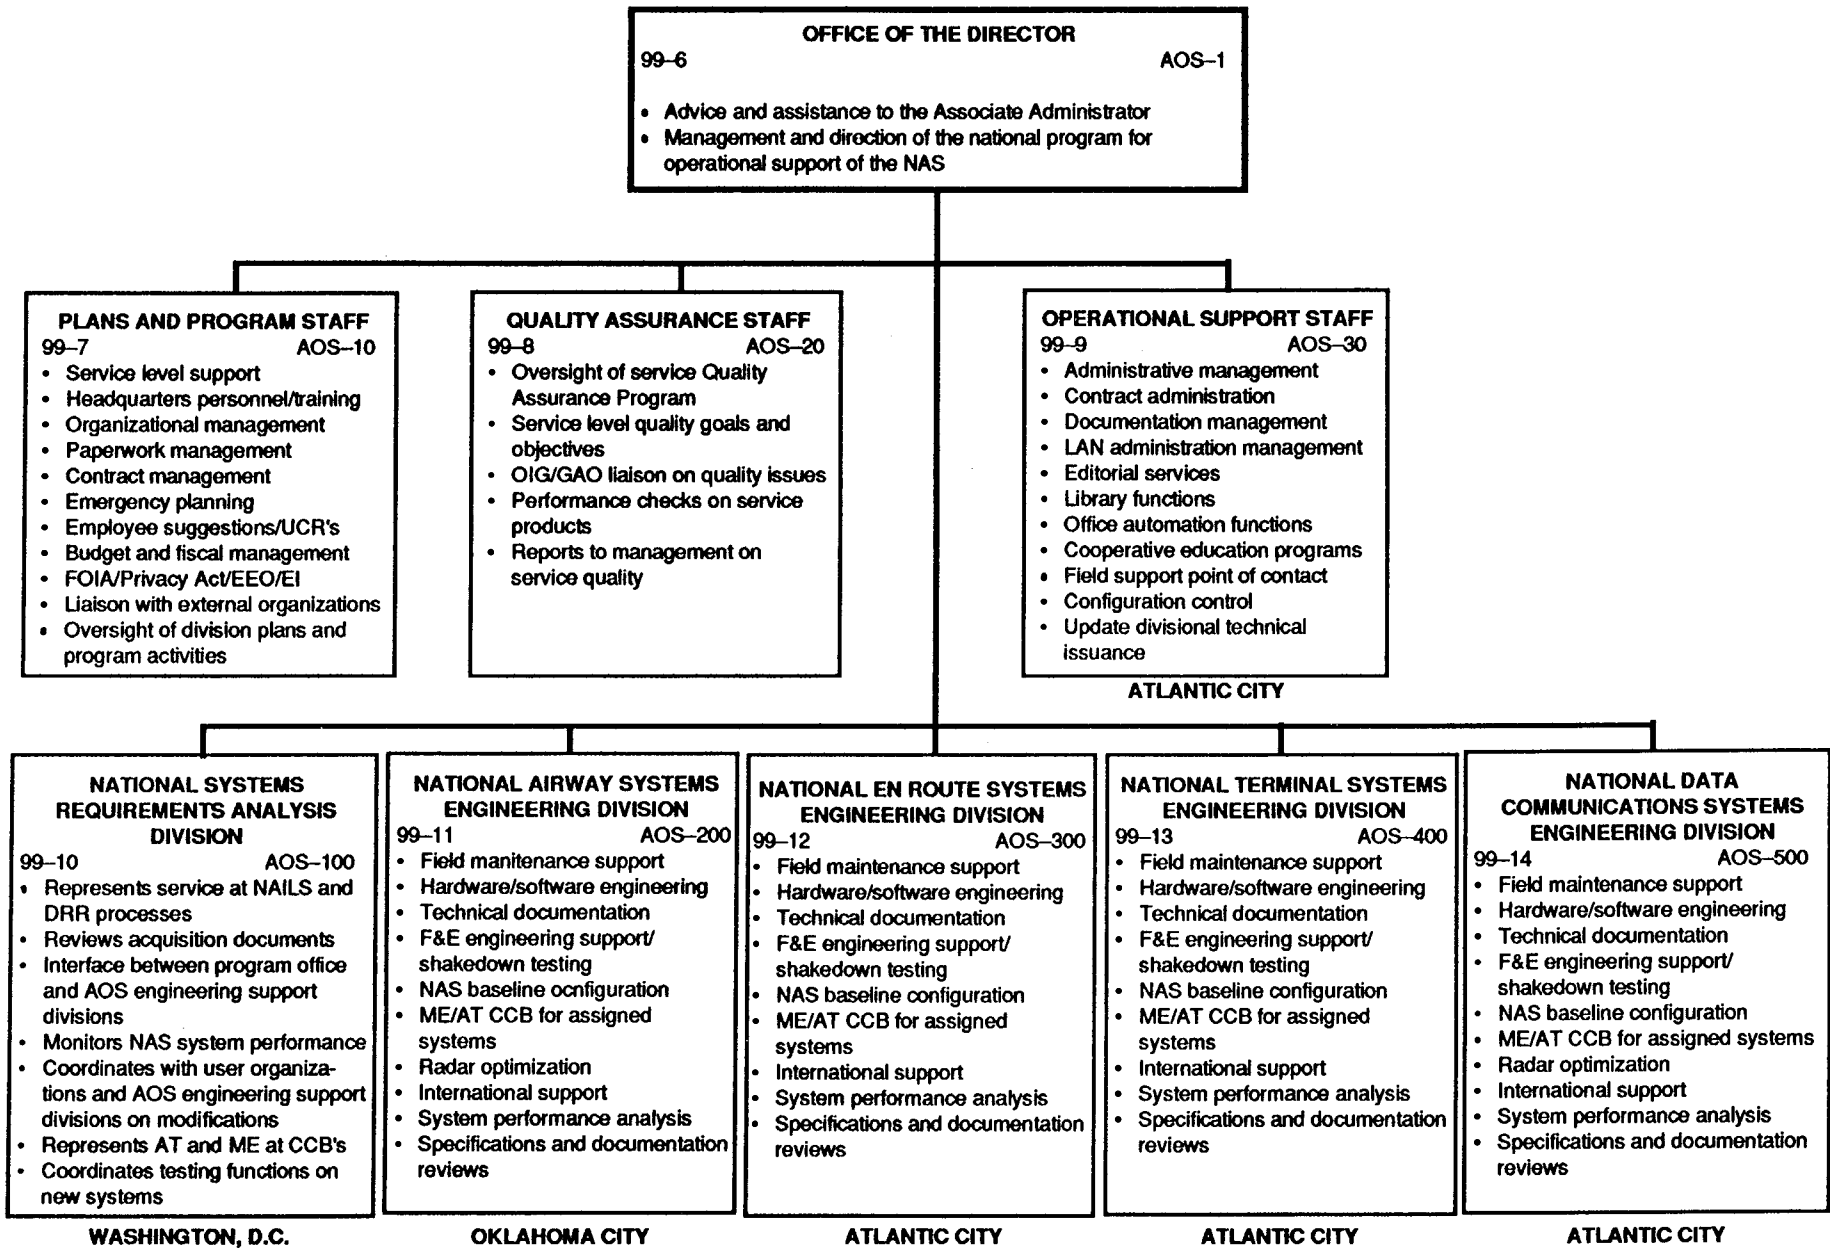 OFFICE OF THE DIRECTOR
99–6 AOS–1
• Advice and assistance to the Associate Administrator
• Management and direction of the national program for
operational support of the NAS
PLANS AND PROGRAM STAFF
99–7 AOS–10
• Service level support
• Headquarters personnel/training
• Organizational management
• Paperwork management
• Contract management
• Emergency planning
• Employee suggestions/UCR's
• Budget and fiscal management
• FOIA/Privacy Act/EEO/EI
• Liaison with external organizations
• Oversight of division plans and
program activities
QUALITY ASSURANCE STAFF
99–8 AOS–20
• Oversight of service Quality
Assurance Program
• Service level quality goals and
objectives
• OIG/GAO liaison on quality issues
• Performance checks on service
products
• Reports to management on
service quality
OPERATIONAL SUPPORT STAFF
99–9 AOS–30
• Administrative management
• Contract administration
• Documentation management
• LAN administration management
• Editorial services
• Library functions
• Office automation functions
• Cooperative education programs
• Field support point of contact
• Configuration control
• Update divisional technical
issuance
ATLANTIC CITY
NATIONAL SYSTEMS
REQUIREMENTS ANALYSIS
DIVISION
99–10 AOS–100
• Represents service at NAILS and
DRR processes
• Reviews acquisition documents
• Interface between program office
and AOS engineering support
divisions
• Monitors NAS system performance
• Coordinates with user organiza-
tions and AOS engineering support
divisions on modifications
• Represents AT and ME at CCB's
• Coordinates testing functions on
new systems
WASHINGTON, D.C.
NATIONAL AIRWAY SYSTEMS
ENGINEERING DIVISION
99–11 AOS–200
• Field manitenance support
• Hardware/software engineering
• Technical documentation
• F&E engineering support/
shakedown testing
• NAS baseline ocnfiguration
• ME/AT CCB for assigned
systems
• Radar optimization
• International support
• System performance analysis
• Specifications and documentation
reviews
OKLAHOMA CITY
NATIONAL EN ROUTE SYSTEMS
ENGINEERING DIVISION
99–12 AOS–300
• Field maintenance support
• Hardware/software engineering
• Technical documentation
• F&E engineering support/
shakedown testing
• NAS baseline configuration
• ME/AT CCB for assigned
systems
• International support
• System performance analysis
• Specifications and documentation
reviews
ATLANTIC CITY
NATIONAL TERMINAL SYSTEMS
ENGINEERING DIVISION
99–13 AOS–400
• Field maintenance support
• Hardware/software engineering
• Technical documentation
• F&E engineering support/
shakedown testing
• NAS baseline configuration
• ME/AT CCB for assigned
systems
• International support
• System performance analysis
• Specifications and documentation
reviews
ATLANTIC CITY
NATIONAL DATA
COMMUNICATIONS SYSTEMS
ENGINEERING DIVISION
99–14 AOS–500
• Field maintenance support
• Hardware/software engineering
• Technical documentation
• F&E engineering support/
shakedown testing
• NAS baseline configuration
• ME/AT CCB for assigned systems
• Radar optimization
• International support
• System performance analysis
• Specifications and documentation
reviews
ATLANTIC CITY